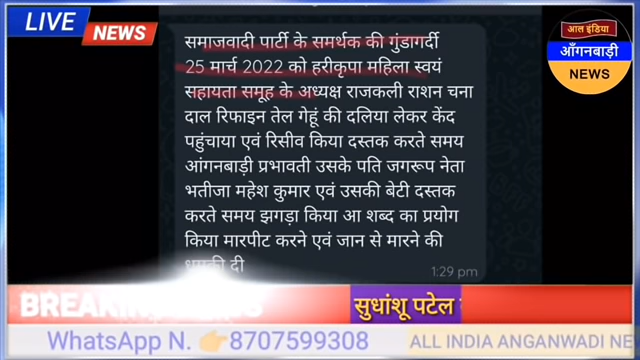 LIVE NEWS
आल इंडिया
आँगनबाड़ी
NEWS
समाजवादी पार्टी के समर्थक की गुंडागर्दी
25 मार्च 2022 को हरीकृपा महिला स्वयं
सहायता समूह के अध्यक्ष राजकली राशन चना
दाल रिफाइन तेल गेहूं की दलिया लेकर केंद
पहुंचाया एवं रिसीव किया दस्तक करते समय
आंगनबाड़ी प्रभावती उसके पति जगरूप नेता
भतीजा महेश कुमार एवं उसकी बेटी दस्तक
करते समय झगड़ा किया आ शब्द का प्रयोग
किया मारपीट करने एवं जान से मारने की
धमकी दी
1:29 pm
सुधांशू पटेल
WhatsApp N. 👉8707599308
ALL INDIA ANGANWADI NE